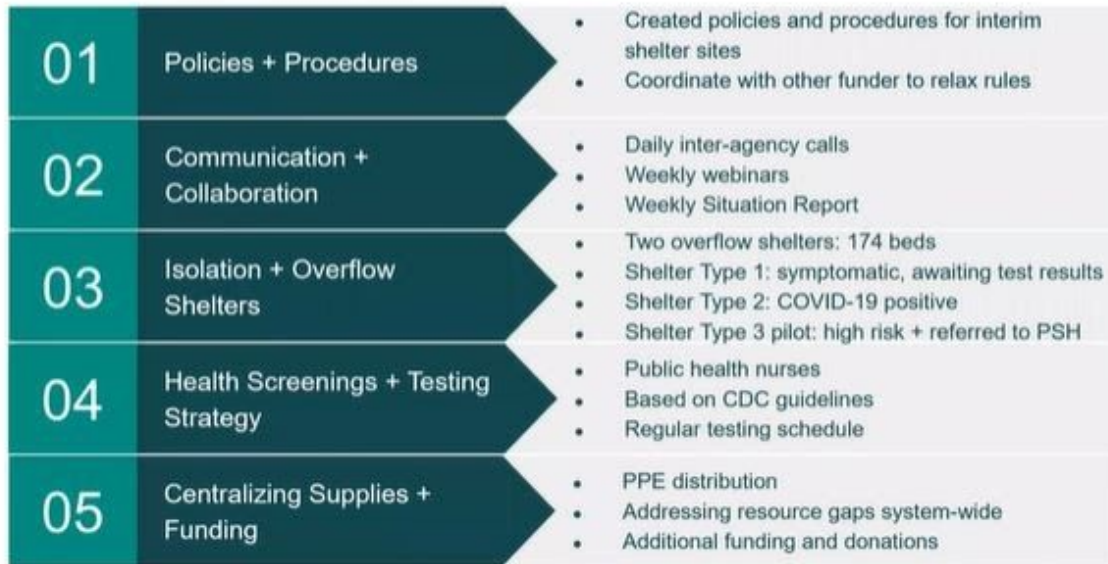 01
Policies + Procedures
• Created policies and procedures for interim
shelter sites
• Coordinate with other funder to relax rules
02
Communication +
Collaboration
• Daily inter-agency calls
• Weekly webinars
• Weekly Situation Report
03
Isolation + Overflow
Shelters
• Two overflow shelters: 174 beds
• Shelter Type 1: symptomatic, awaiting test results
• Shelter Type 2: COVID-19 positive
• Shelter Type 3 pilot: high risk + referred to PSH
04
Health Screenings + Testing
Strategy
• Public health nurses
• Based on CDC guidelines
• Regular testing schedule
05
Centralizing Supplies +
Funding
• PPE distribution
• Addressing resource gaps system-wide
• Additional funding and donations